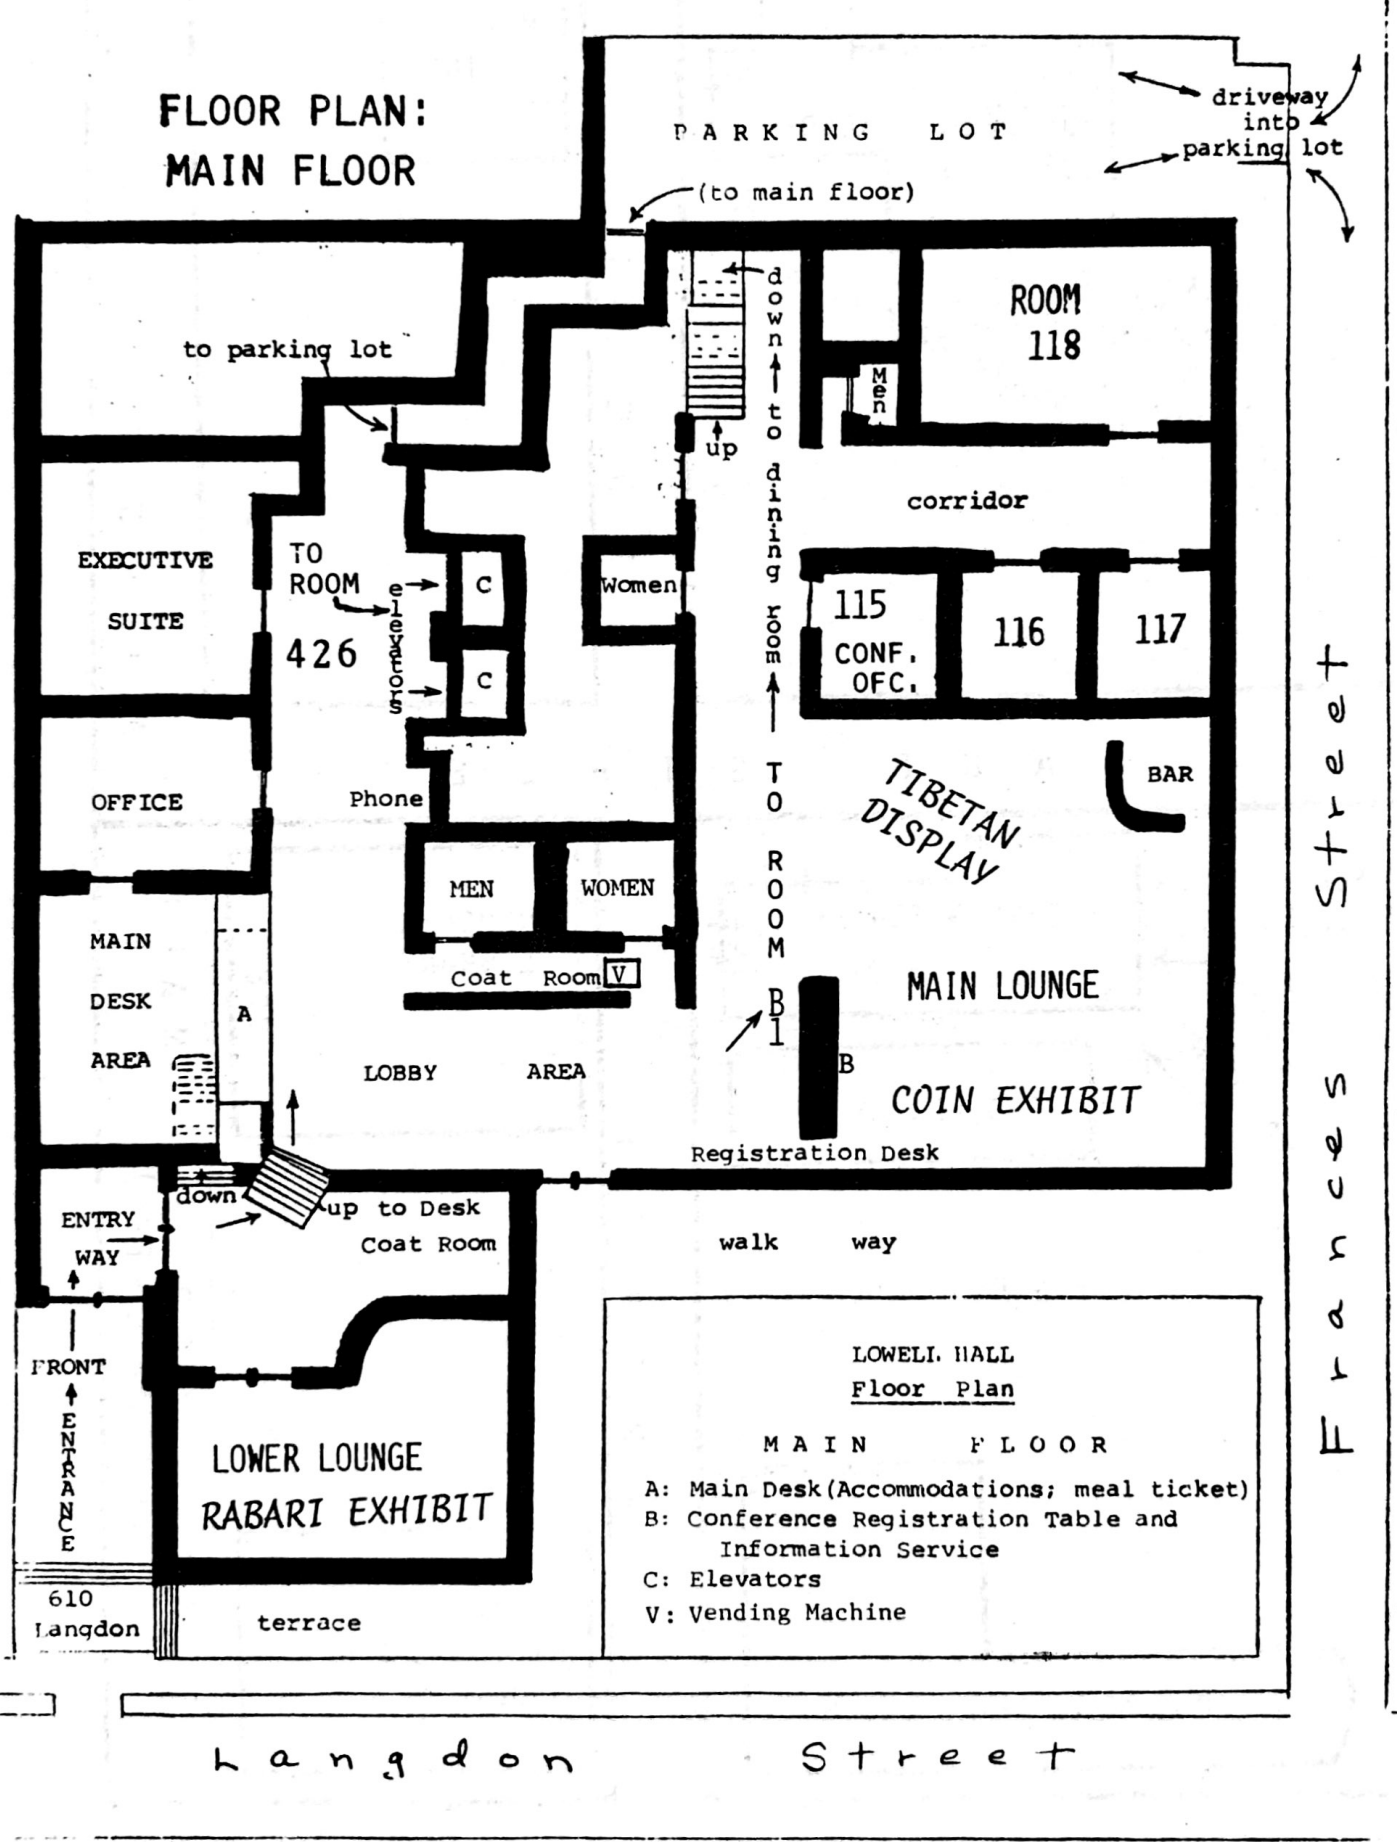 FLOOR PLAN:
MAIN FLOOR
PARKING LOT
driveway
into
parking lot
(to main floor)
to parking lot
down to dining room
up
Men
ROOM
118
corridor
EXECUTIVE
SUITE
TO
ROOM
426
elevators
C
C
Women
115
CONF.
OFC.
116
117
OFFICE
Phone
TO ROOM B1
TIBETAN
DISPLAY
BAR
MEN
WOMEN
Coat Room V
MAIN
DESK
AREA
A
LOBBY AREA
MAIN LOUNGE
B
COIN EXHIBIT
Registration Desk
down
up to Desk
Coat Room
ENTRY
WAY
walk way
FRONT
ENTRANCE
LOWER LOUNGE
RABARI EXHIBIT
610
Langdon
terrace
LOWELL HALL
Floor Plan
MAIN FLOOR
A: Main Desk(Accommodations; meal ticket)
B: Conference Registration Table and
Information Service
C: Elevators
V: Vending Machine
Frances Street
Langdon Street